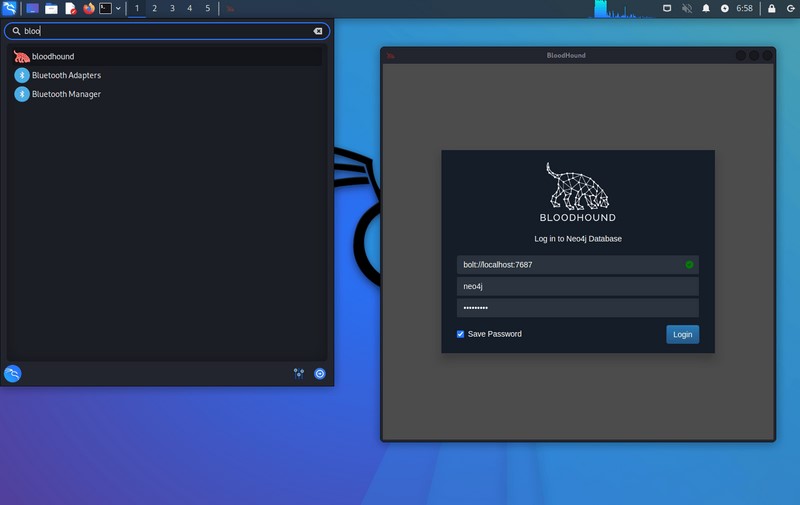 1 2 3 4 5
6:58
bloo
bloodhound
Bluetooth Adapters
Bluetooth Manager
BloodHound
BLOODHOUND
Log in to Neo4j Database
bolt://localhost:7687
neo4j
•••••••••
Save Password
Login